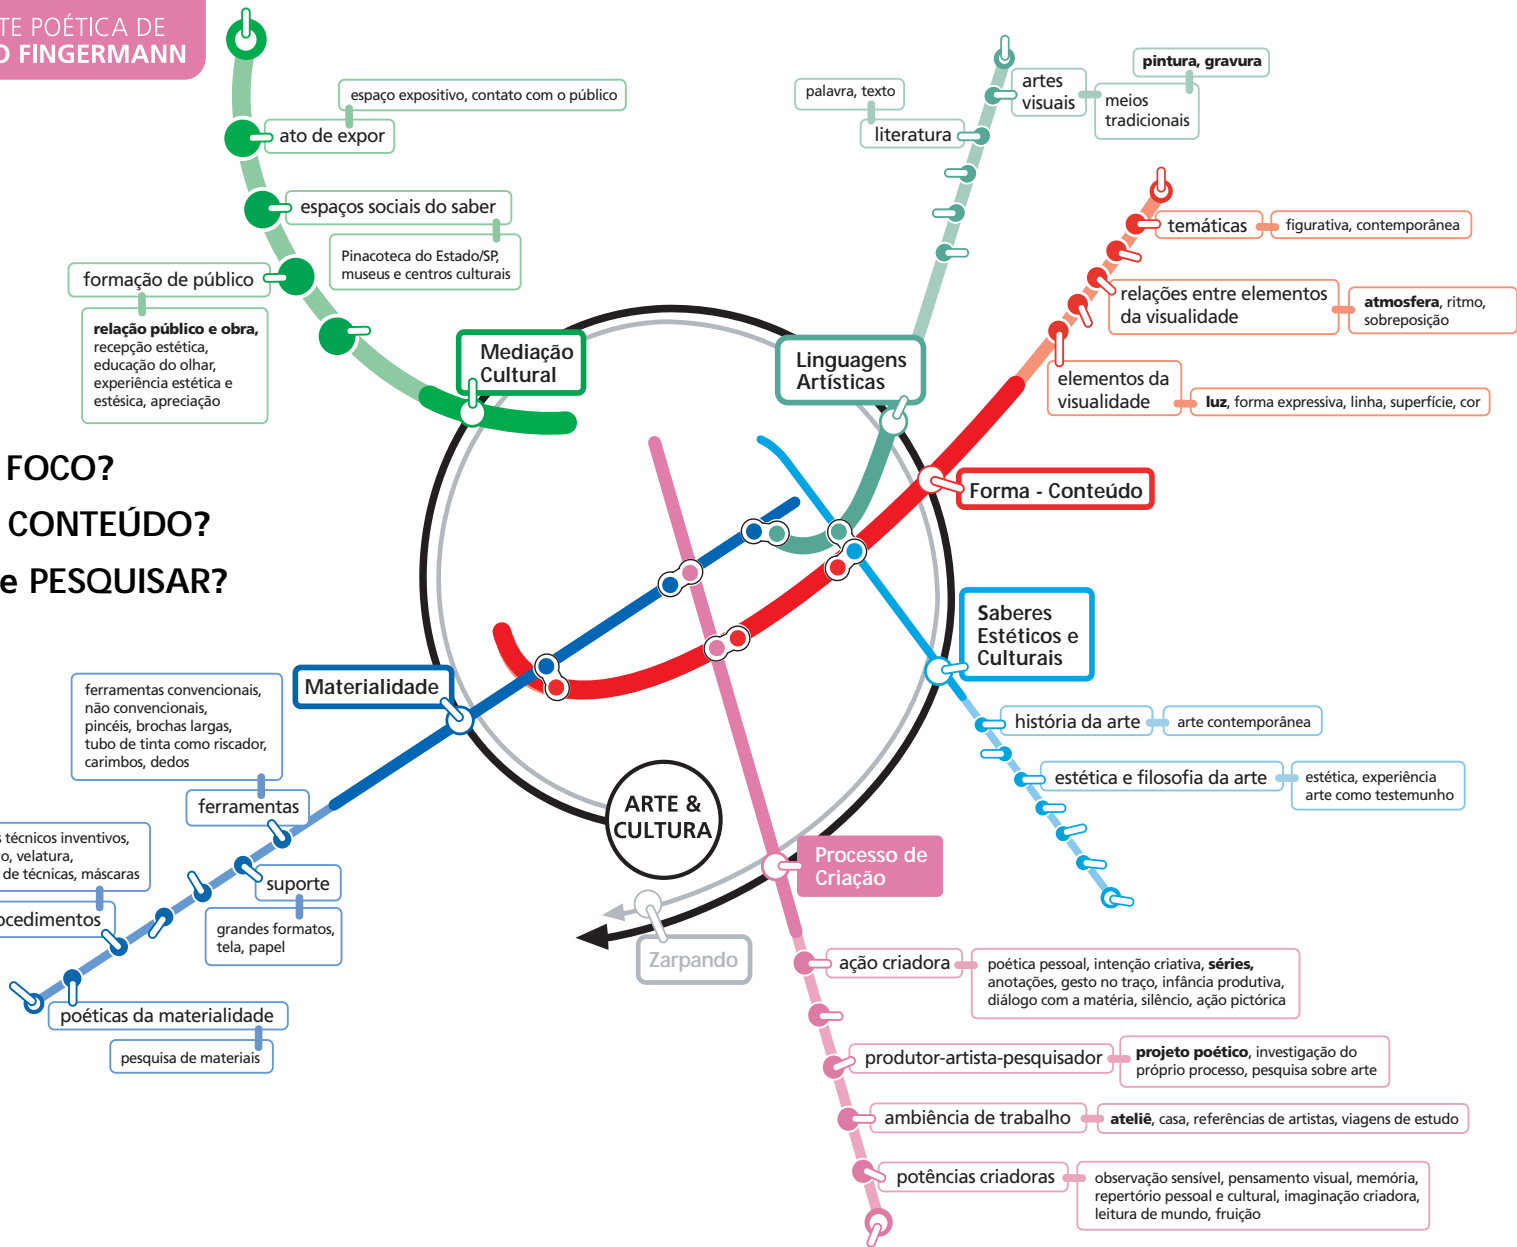 POÉTICA DE
FINGERMANN
espaço expositivo, contato com o público
ato de expor
espaços sociais do saber
Pinacoteca do Estado/SP,
museus e centros culturais
formação de público
relação público e obra,
recepção estética,
educação do olhar,
experiência estética e
estésica, apreciação
Mediação
Cultural
palavra, texto
literatura
artes
visuais
meios
tradicionais
pintura, gravura
Linguagens
Artísticas
temáticas
figurativa, contemporânea
relações entre elementos
da visualidade
atmosfera, ritmo,
sobreposição
elementos da
visualidade
luz, forma expressiva, linha, superfície, cor
Forma - Conteúdo
FOCO?
CONTEÚDO?
e PESQUISAR?
Saberes
Estéticos e
Culturais
história da arte
arte contemporânea
estética e filosofia da arte
estética, experiência
arte como testemunho
Materialidade
ferramentas convencionais,
não convencionais,
pincéis, brochas largas,
tubo de tinta como riscador,
carimbos, dedos
ferramentas
técnicos inventivos,
velatura,
de técnicas, máscaras
suporte
grandes formatos,
tela, papel
poéticas da materialidade
pesquisa de materiais
ARTE &
CULTURA
Zarpando
Processo de
Criação
ação criadora
poética pessoal, intenção criativa, séries,
anotações, gesto no traço, infância produtiva,
diálogo com a matéria, silêncio, ação pictórica
produtor-artista-pesquisador
projeto poético, investigação do
próprio processo, pesquisa sobre arte
ambiência de trabalho
ateliê, casa, referências de artistas, viagens de estudo
potências criadoras
observação sensível, pensamento visual, memória,
repertório pessoal e cultural, imaginação criadora,
leitura de mundo, fruição